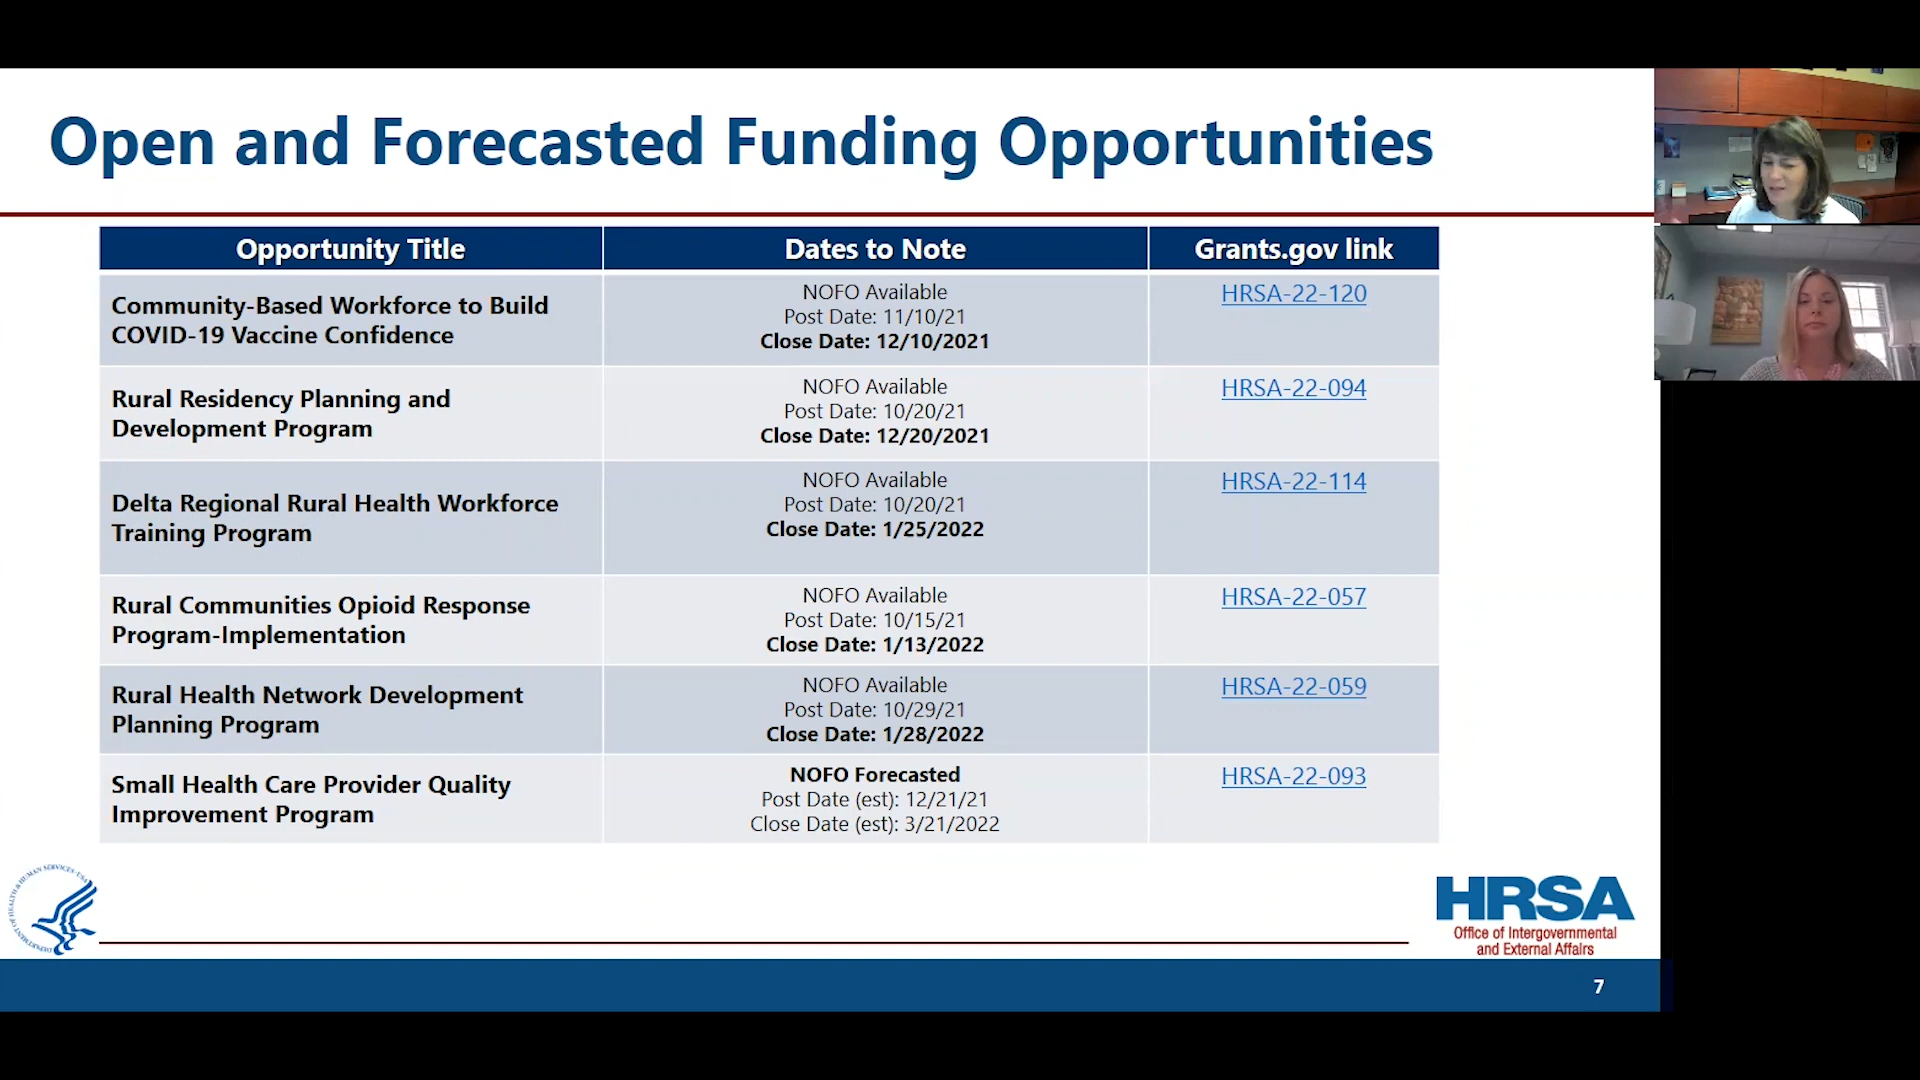 Open and Forecasted Funding Opportunities
Opportunity Title
Dates to Note
Grants.gov link
Community-Based Workforce to Build
COVID-19 Vaccine Confidence
NOFO Available
Post Date: 11/10/21
Close Date: 12/10/2021
HRSA-22-120
Rural Residency Planning and
Development Program
NOFO Available
Post Date: 10/20/21
Close Date: 12/20/2021
HRSA-22-094
Delta Regional Rural Health Workforce
Training Program
NOFO Available
Post Date: 10/20/21
Close Date: 1/25/2022
HRSA-22-114
Rural Communities Opioid Response
Program-Implementation
NOFO Available
Post Date: 10/15/21
Close Date: 1/13/2022
HRSA-22-057
Rural Health Network Development
Planning Program
NOFO Available
Post Date: 10/29/21
Close Date: 1/28/2022
HRSA-22-059
Small Health Care Provider Quality
Improvement Program
NOFO Forecasted
Post Date (est): 12/21/21
Close Date (est): 3/21/2022
HRSA-22-093
DEPARTMENT OF HEALTH & HUMAN SERVICES·USA
HRSA
Office of Intergovernmental
and External Affairs
7